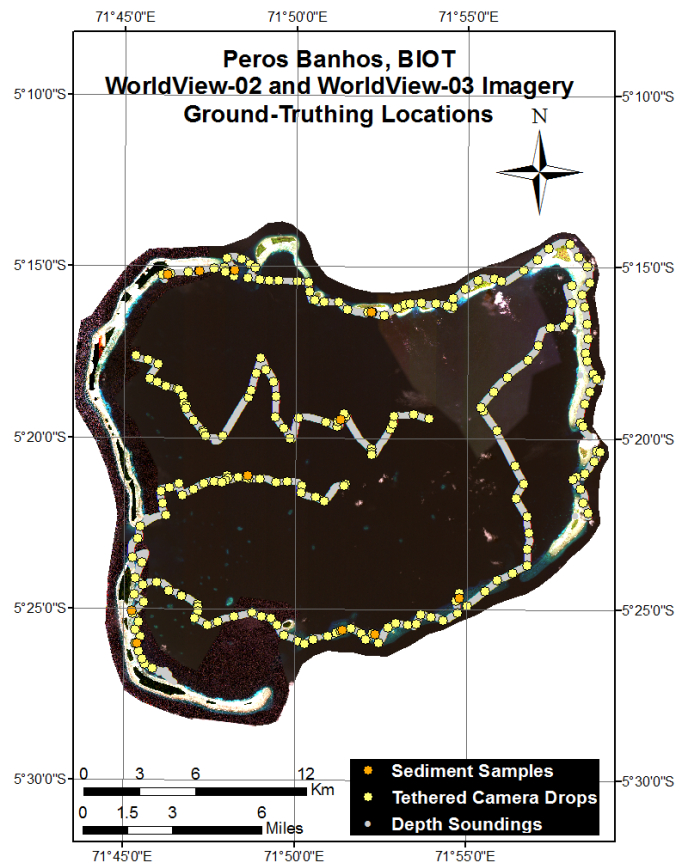 71°45'0"E 71°50'0"E 71°55'0"E
Peros Banhos, BIOT
WorldView-02 and WorldView-03 Imagery
Ground-Truthing Locations
N
5°10'0"S 5°10'0"S
5°15'0"S 5°15'0"S
5°20'0"S 5°20'0"S
5°25'0"S 5°25'0"S
5°30'0"S 5°30'0"S
0 3 6 12
Km
0 1.5 3 6
Miles
Sediment Samples
Tethered Camera Drops
Depth Soundings
71°45'0"E 71°50'0"E 71°55'0"E